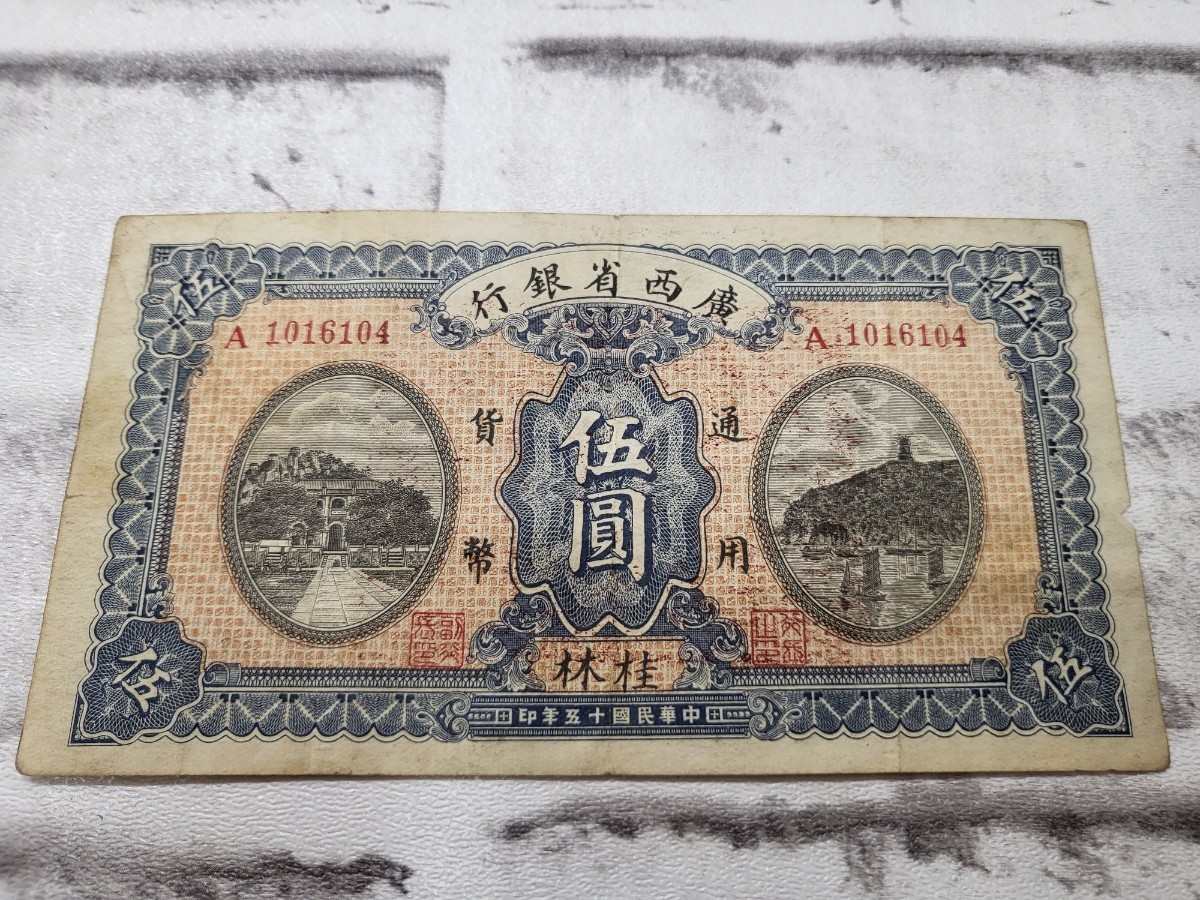 廣西省銀行
A 1016104
A 1016104
通用
貨幣
伍圓
桂林
中華民國十五年印
伍
伍
伍
伍